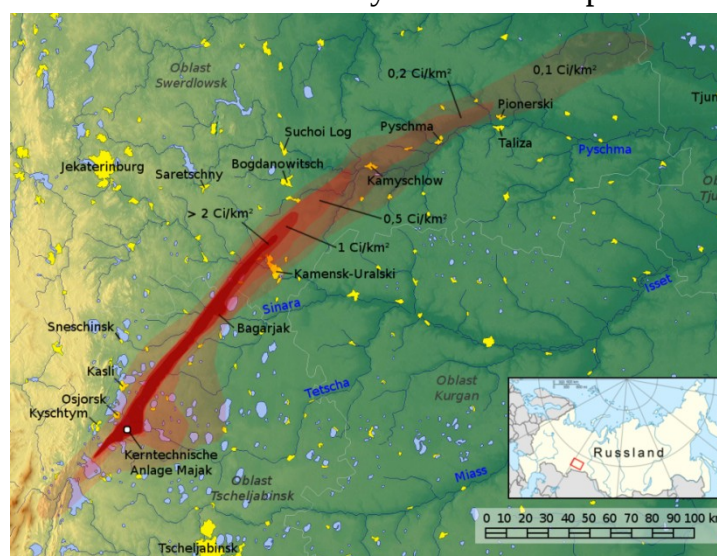 Oblast
Swerdlowsk
0,2 Ci/km²
0,1 Ci/km²
Pionerski
Tjum
Suchoi Log
Pyschma
Taliza
Pyschma
Jekaterinburg
Bogdanowitsch
Saretschny
Kamyschlow
> 2 Ci/km²
0,5 Ci/km²
1 Ci/km²
Kamensk-Uralski
Isset
Sinara
Sneschinsk
Bagarjak
Kasli
Tetscha
Oblast
Kurgan
Osjorsk
Kyschtym
Kerntechnische
Anlage Majak
Russland
Oblast
Tscheljabinsk
Miass
0 10 20 30 40 50 60 70 80 90 100 km
Tscheljabinsk